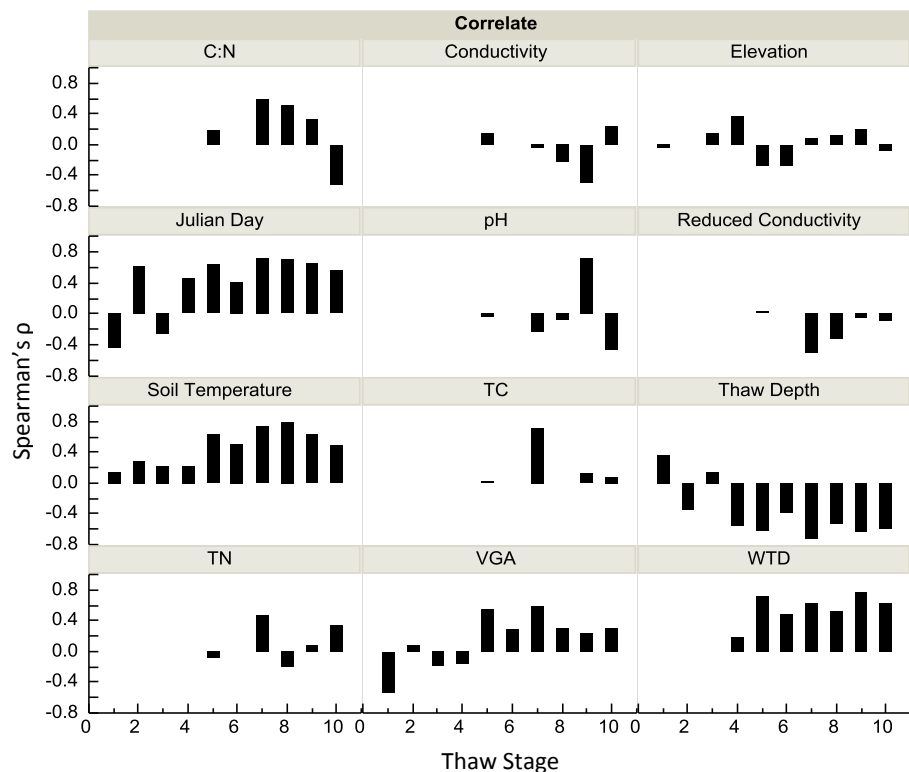 Correlate
C:N Conductivity Elevation
0.8
0.4
0.0
-0.4
-0.8
Julian Day pH Reduced Conductivity
0.8
0.4
0.0
-0.4
-0.8
Soil Temperature TC Thaw Depth
0.8
0.4
0.0
-0.4
-0.8
TN VGA WTD
0.8
0.4
0.0
-0.4
-0.8
0 2 4 6 8 10 0 2 4 6 8 10 0 2 4 6 8 10
Spearman's ρ
Thaw Stage